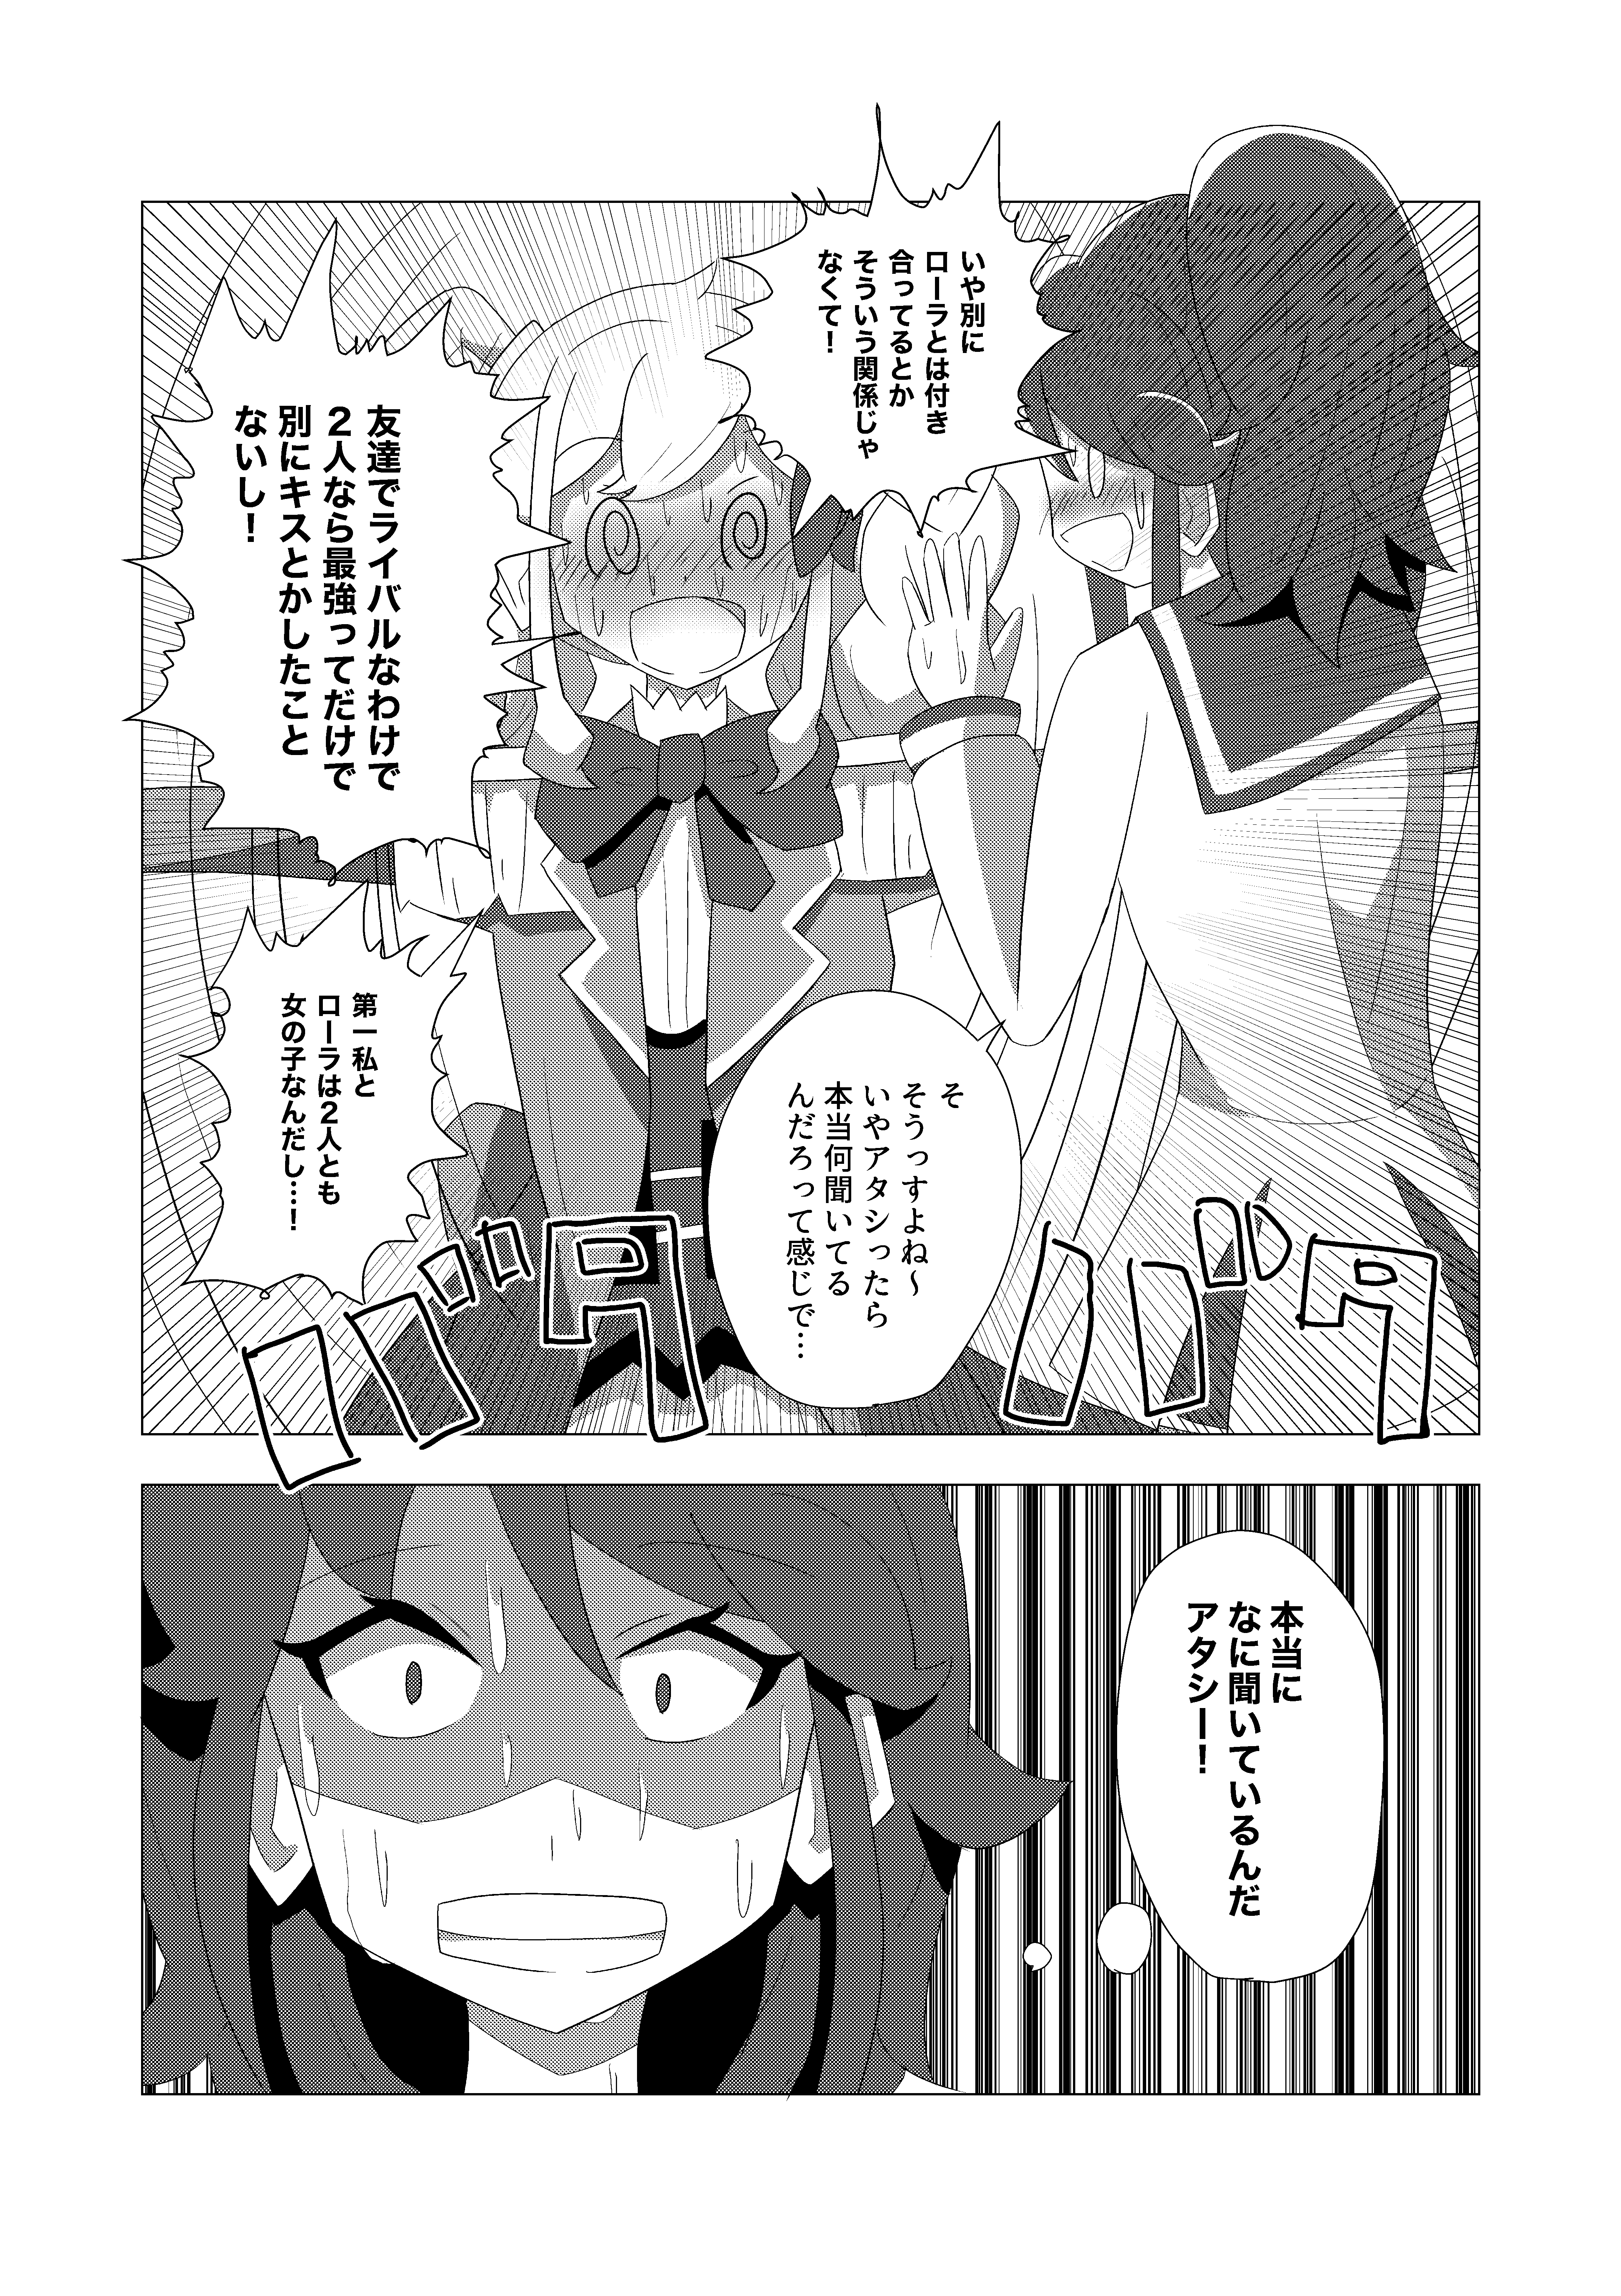 いや別に
ローラとは付き
合ってるとか
そういう関係じゃ
なくて！
友達でライバルなわけで
2人なら最強ってだけで
別にキスとかしたこと
ないし！
第一私と
ローラは2人とも
女の子なんだし…！
そ
そうっすよね～
いやアタシったら
本当何聞いてる
んだろって感じで…
バタ
バタ
本当に
なに聞いているんだ
アタシー！